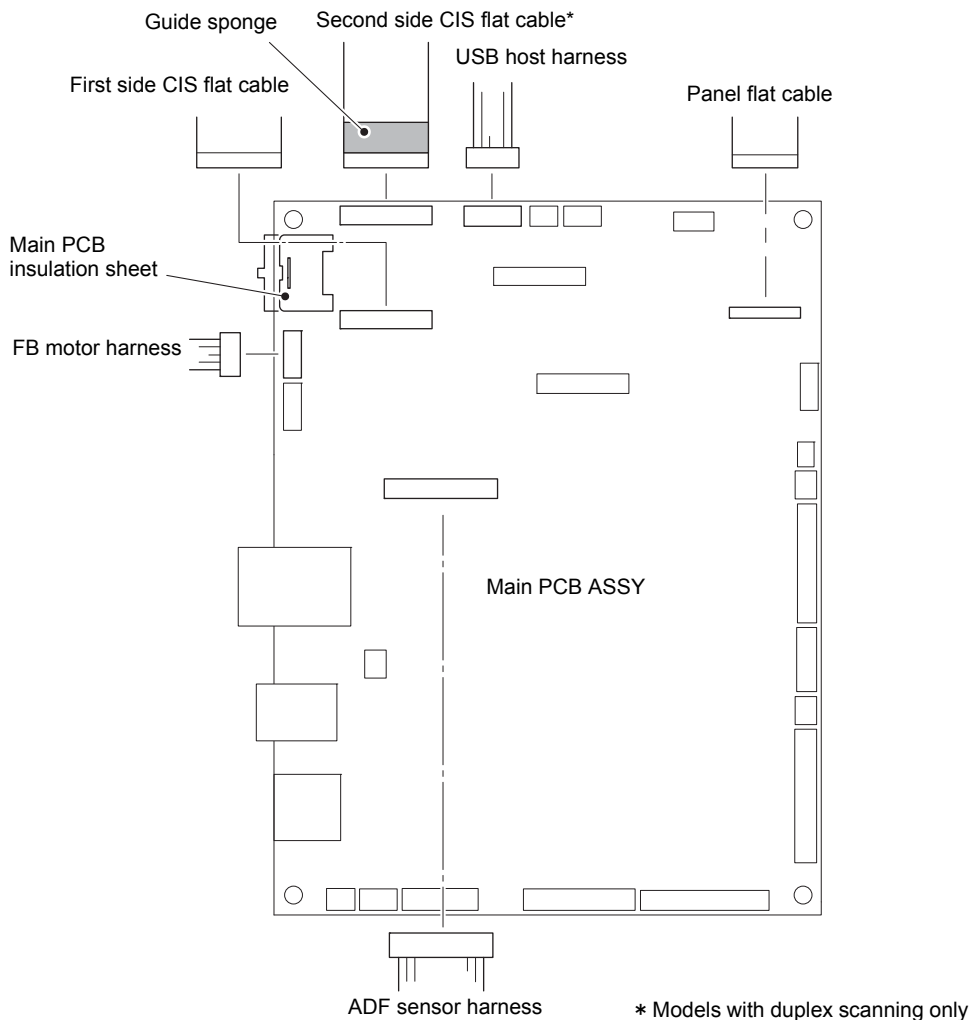 Guide sponge
Second side CIS flat cable*
USB host harness
First side CIS flat cable
Panel flat cable
Main PCB
insulation sheet
FB motor harness
Main PCB ASSY
ADF sensor harness
* Models with duplex scanning only